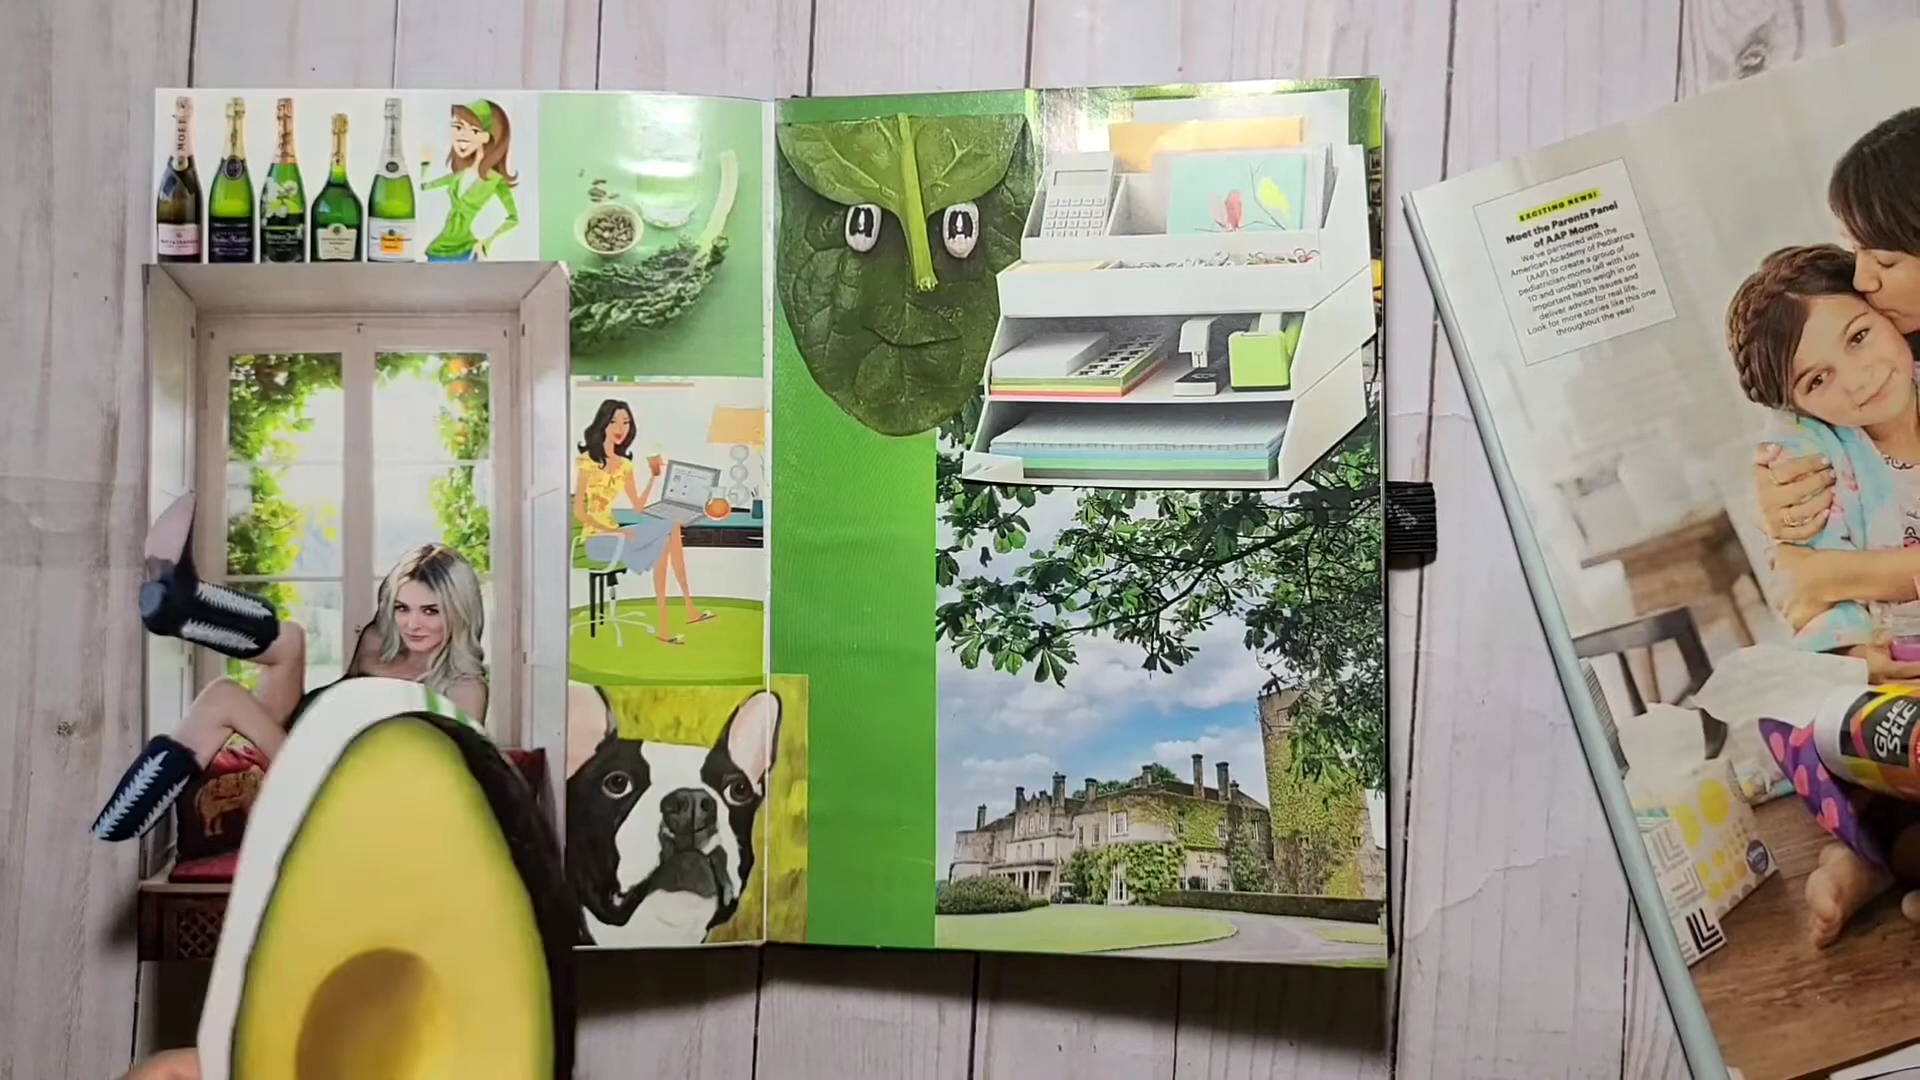 MOËT
EXCITING NEWS!
Meet the Parents Panel
of AAP Moms
We've partnered with the
American Academy of Pediatrics
(AAP) to create a group of
pediatrician-moms (all with kids
10 and under) to weigh in on
important health issues and
deliver advice for real life.
Look for more stories like this one
throughout the year!
Glue
Stic